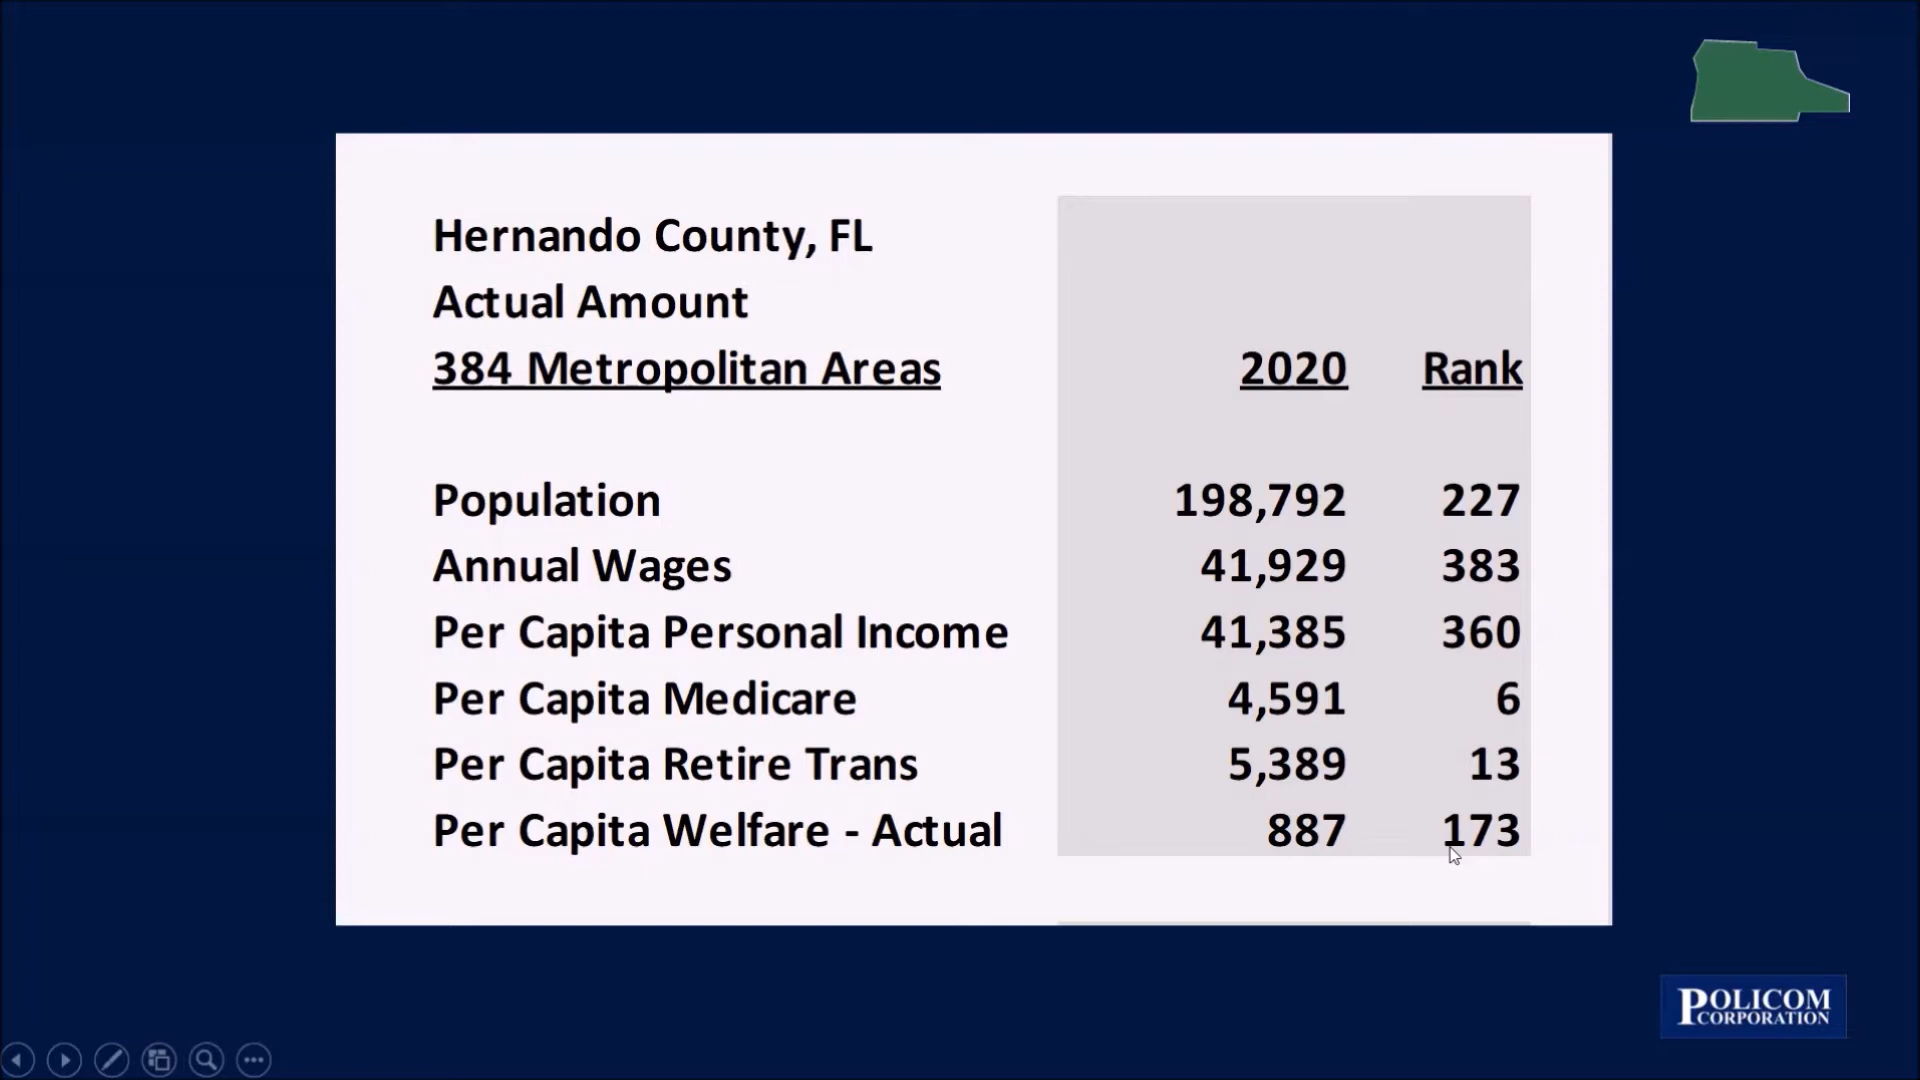 Hernando County, FL
Actual Amount
384 Metropolitan Areas 2020 Rank
Population 198,792 227
Annual Wages 41,929 383
Per Capita Personal Income 41,385 360
Per Capita Medicare 4,591 6
Per Capita Retire Trans 5,389 13
Per Capita Welfare - Actual 887 173
POLICOM
CORPORATION